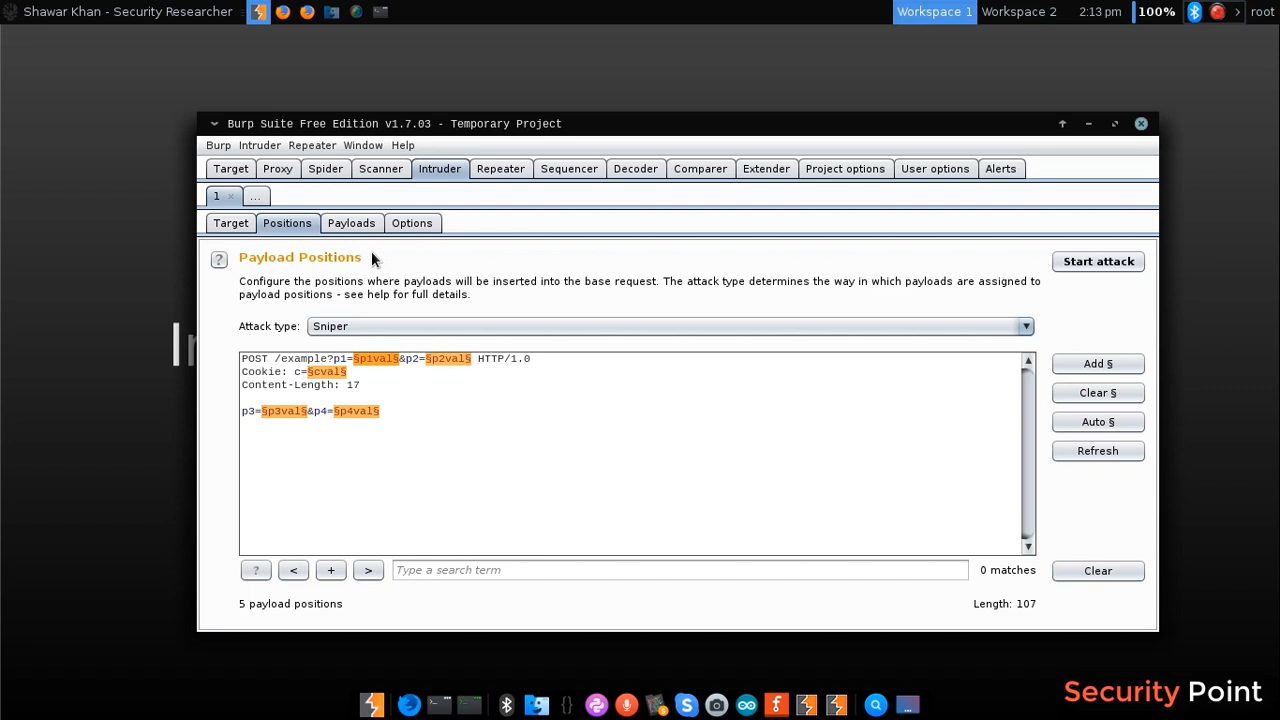 Shawar Khan - Security Researcher
Workspace 1 Workspace 2 2:13 pm 100% root
Burp Suite Free Edition v1.7.03 - Temporary Project
Burp Intruder Repeater Window Help
Target Proxy Spider Scanner Intruder Repeater Sequencer Decoder Comparer Extender Project options User options Alerts
1 × ...
Target Positions Payloads Options
? Payload Positions
Start attack
Configure the positions where payloads will be inserted into the base request. The attack type determines the way in which payloads are assigned to
payload positions - see help for full details.
Attack type: Sniper
POST /example?p1=§p1val§&p2=§p2val§ HTTP/1.0
Cookie: c=§cval§
Content-Length: 17
p3=§p3val§&p4=§p4val§
Add §
Clear §
Auto §
Refresh
? < + > Type a search term 0 matches Clear
5 payload positions Length: 107
Security Point